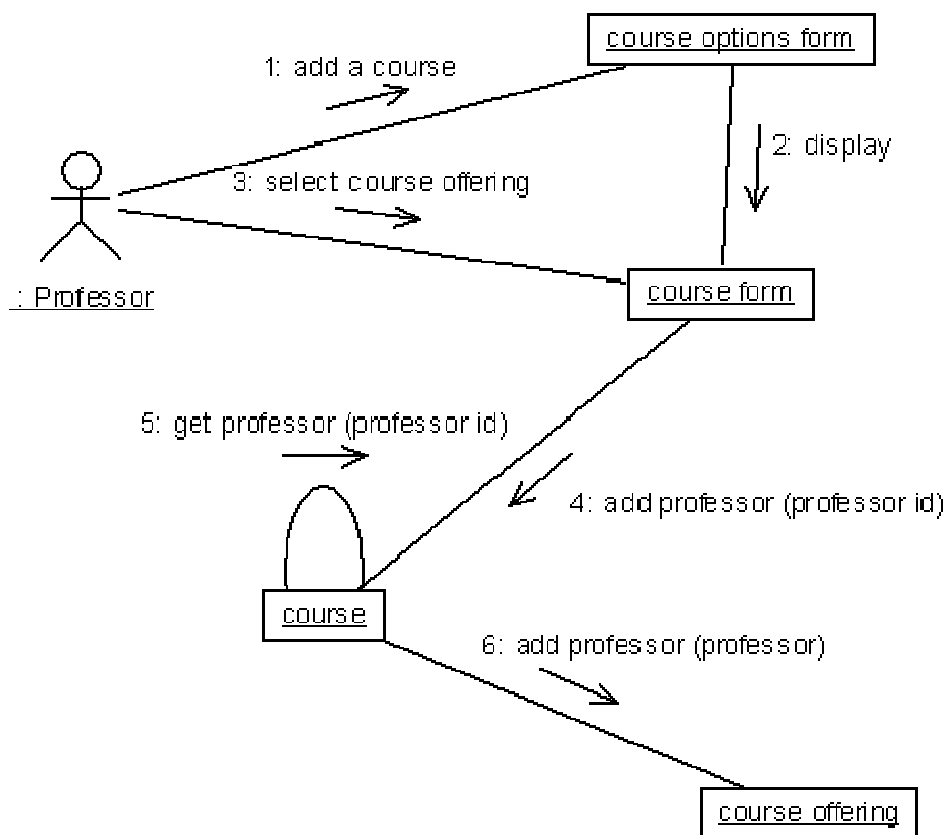 course options form
1: add a course
2: display
3: select course offering
: Professor
course form
5: get professor (professor id)
4: add professor (professor id)
course
6: add professor (professor)
course offering